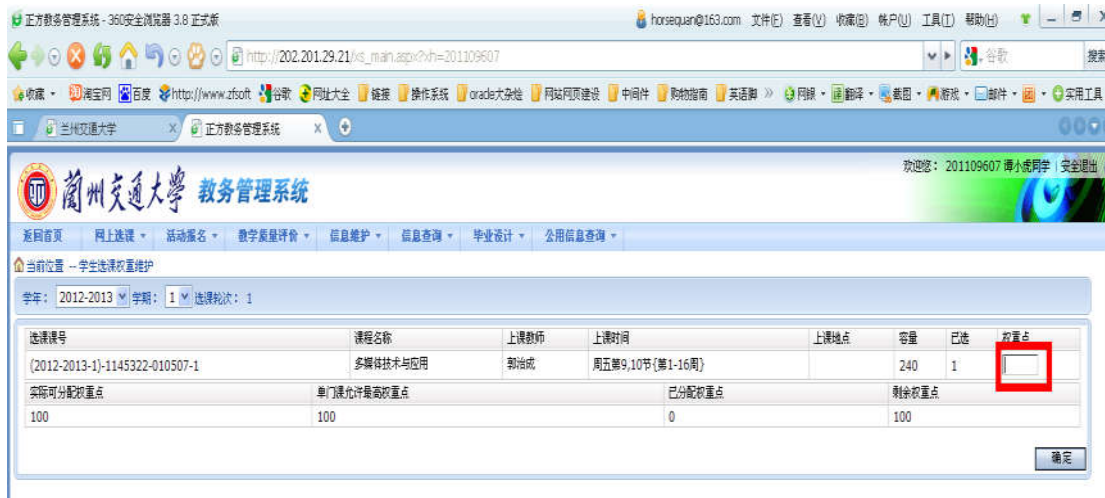 正方教务管理系统 - 360安全浏览器 3.8 正式版 horsequan@163.com 文件(F) 查看(V) 收藏(B) 帐户(U) 工具(T) 帮助(H)
http://202.201.29.21/xs_main.aspx?xh=201109607 谷歌 搜索
收藏 淘宝网 百度 http://www.zfsoft 谷歌 网址大全 链接 操作系统 oracle大杂烩 网站网页建设 中间件 购物指南 英语脚 » 网银 翻译 截图 游戏 邮件 实用工具
兰州交通大学 x 正方教务管理系统 x
欢迎您: 201109607 谭小虎同学 | 安全退出
蘭州交通大學 教务管理系统
返回首页 网上选课 活动报名 教学质量评价 信息维护 信息查询 毕业设计 公用信息查询
当前位置 -- 学生选课权重维护
学年: 2012-2013 学期: 1 选课轮次: 1
选课课号 课程名称 上课教师 上课时间 上课地点 容量 已选 权重点
(2012-2013-1)-1145322-010507-1 多媒体技术与应用 郭治成 周五第9,10节{第1-16周} 240 1
实际可分配权重点 单门课允许最高权重点 已分配权重点 剩余权重点
100 100 0 100
确定